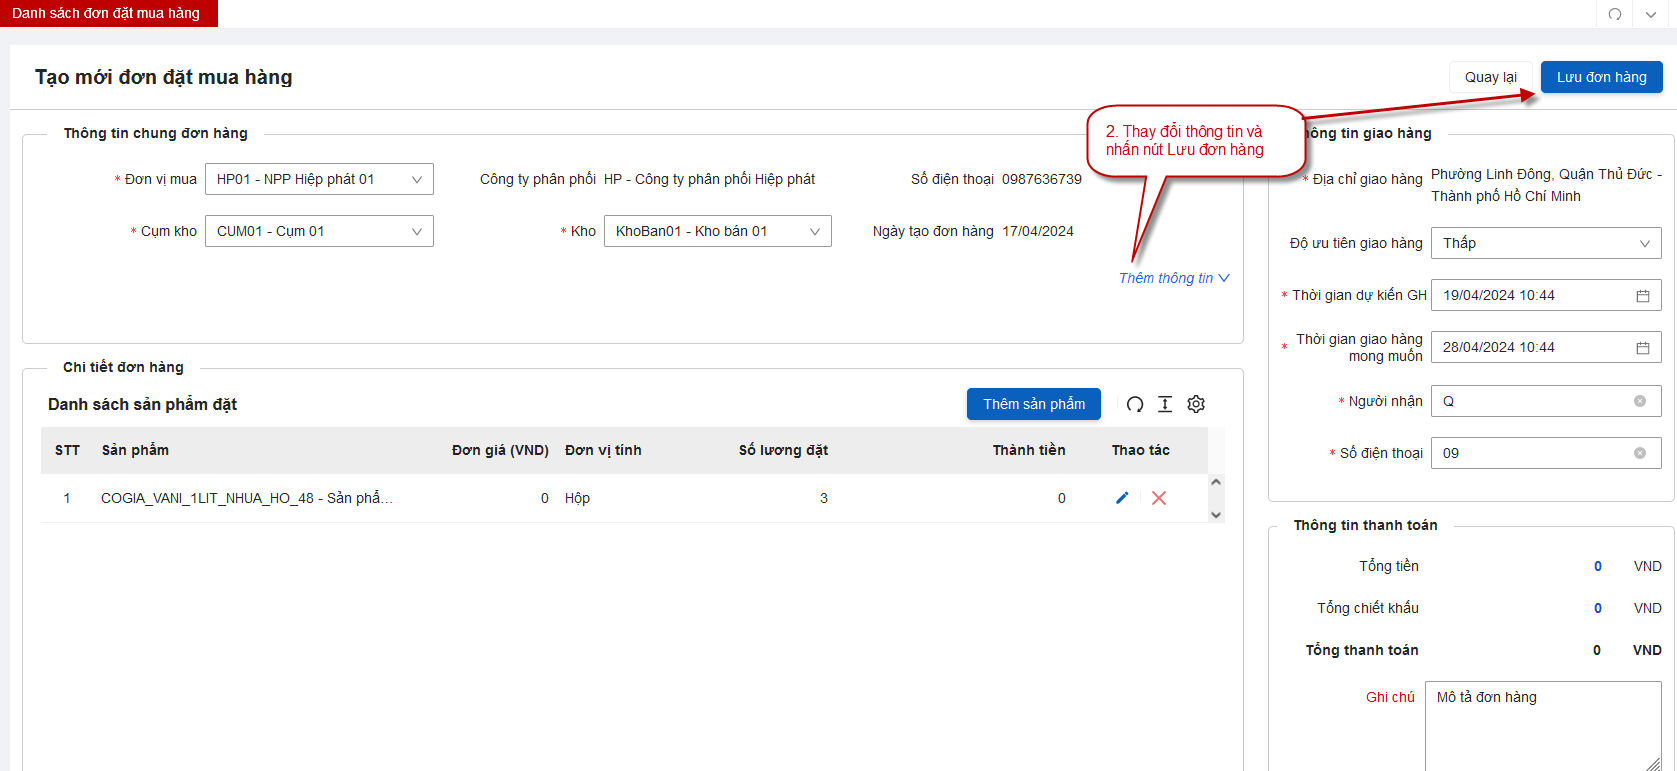 Danh sách đơn đặt mua hàng
Tạo mới đơn đặt mua hàng
Quay lại
Lưu đơn hàng
2. Thay đổi thông tin và
nhấn nút Lưu đơn hàng
Thông tin chung đơn hàng
* Đơn vị mua
HP01 - NPP Hiệp phát 01
Công ty phân phối HP - Công ty phân phối Hiệp phát
Số điện thoại 0987636739
* Cụm kho
CUM01 - Cụm 01
* Kho
KhoBan01 - Kho bán 01
Ngày tạo đơn hàng 17/04/2024
Thêm thông tin
hông tin giao hàng
* Địa chỉ giao hàng
Phường Linh Đông, Quận Thủ Đức -
Thành phố Hồ Chí Minh
Độ ưu tiên giao hàng
Thấp
* Thời gian dự kiến GH
19/04/2024 10:44
* Thời gian giao hàng
mong muốn
28/04/2024 10:44
* Người nhận
Q
* Số điện thoại
09
Chi tiết đơn hàng
Danh sách sản phẩm đặt
Thêm sản phẩm
STT Sản phẩm Đơn giá (VND) Đơn vị tính Số lương đặt Thành tiền Thao tác
1 COGIA_VANI_1LIT_NHUA_HO_48 - Sản phẩ... 0 Hộp 3 0
Thông tin thanh toán
Tổng tiền 0 VND
Tổng chiết khấu 0 VND
Tổng thanh toán 0 VND
Ghi chú
Mô tả đơn hàng